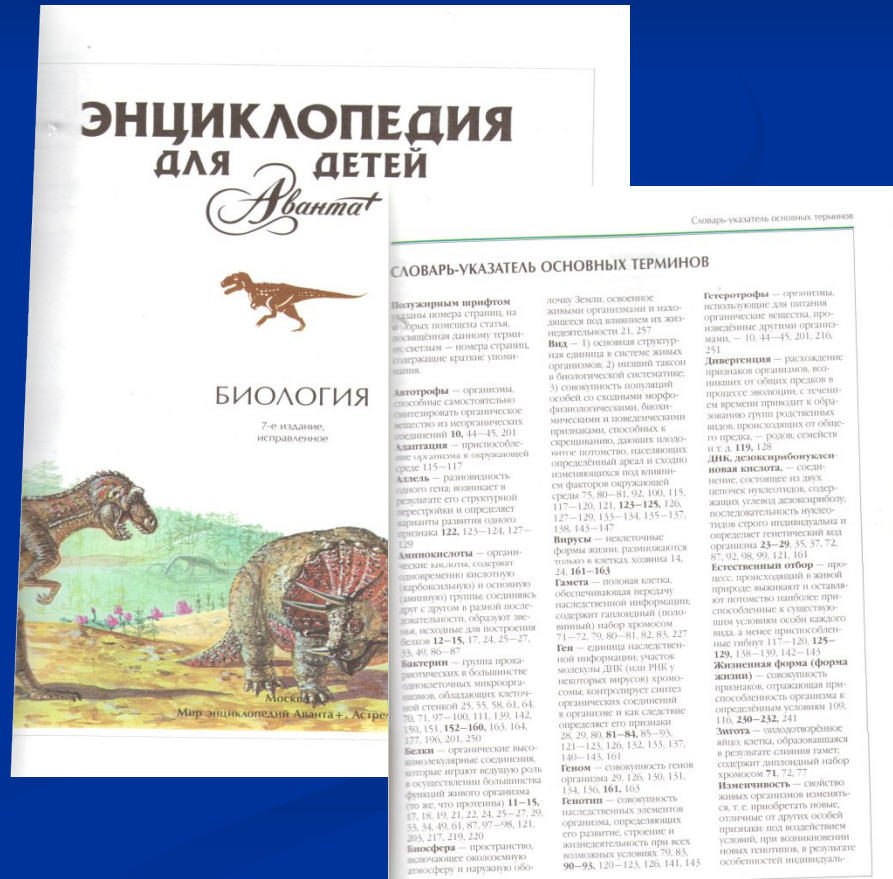 ЭНЦИКЛОПЕДИЯ
ДЛЯ ДЕТЕЙ
Аванта+
БИОЛОГИЯ
7-е издание,
исправленное
Москва
Мир энциклопедий Аванта+, Астрел
Словарь-указатель основных терминов
СЛОВАРЬ-УКАЗАТЕЛЬ ОСНОВНЫХ ТЕРМИНОВ
Полужирным шрифтом
указаны номера страниц, на
которых помещена статья,
посвящённая данному терми-
ну, светлым — номера страниц,
содержащие краткие упоми-
нания.
Автотрофы — организмы,
способные самостоятельно
синтезировать органическое
вещество из неорганических
соединений 10, 44—45, 201
Адаптация — приспособле-
ние организма к окружающей
среде 115—117
Аллель — разновидность
одного гена; возникает в
результате его структурной
перестройки и определяет
варианты развития одного
признака 122, 123—124, 127—
129
Аминокислоты — органи-
ческие кислоты, содержат
одновременно кислотную
(карбоксильную) и основную
(аминную) группы; соединяясь
друг с другом в разной после-
довательности, образуют зве-
нья, исходные для построения
белков 12—15, 17, 24, 25—27,
33, 49, 86—87
Бактерии — группа прока-
риотических в большинстве
одноклеточных микроорга-
низмов, обладающих клеточ-
ной стенкой 25, 55, 58, 61, 64,
70, 71, 97—100, 111, 139, 142,
150, 151, 152—160, 163, 164,
177, 196, 201, 250
Белки — органические высо-
комолекулярные соединения,
которые играют ведущую роль
в осуществлении большинства
функций живого организма
(то же, что протеины) 11—15,
17, 18, 19, 21, 22, 24, 25—27, 29,
33, 34, 49, 61, 87, 97—98, 121,
203, 217, 219, 220
Биосфера — пространство,
включающее околоземную
атмосферу и наружную обо-
лочку Земли, освоенное
живыми организмами и нахо-
дящееся под влиянием их жиз-
недеятельности 21, 257
Вид — 1) основная структур-
ная единица в системе живых
организмов; 2) низший таксон
в биологической систематике;
3) совокупность популяций
особей со сходными морфо-
физиологическими, биохи-
мическими и поведенческими
признаками, способных к
скрещиванию, дающих плодо-
витое потомство, населяющих
определённый ареал и сходно
изменяющихся под влияни-
ем факторов окружающей
среды 75, 80—81, 92, 100, 115,
117—120, 121, 123—125, 126,
127—129, 133—134, 135—137,
138, 143—147
Вирусы — неклеточные
формы жизни, размножаются
только в клетках хозяина 14,
24, 161—163
Гамета — половая клетка,
обеспечивающая передачу
наследственной информации;
содержит гаплоидный (поло-
винный) набор хромосом
71—72, 79, 80—81, 82, 83, 227
Ген — единица наследствен-
ной информации; участок
молекулы ДНК (или РНК у
некоторых вирусов) хромо-
сомы; контролирует синтез
органических соединений
в организме и как следствие
определяет его признаки
28, 29, 80, 81—84, 85—93,
121—123, 126, 132, 133, 137,
140—143, 161
Геном — совокупность генов
организма 29, 126, 130, 131,
134, 136, 161, 163
Генотип — совокупность
наследственных элементов
организма, определяющих
его развитие, строение и
жизнедеятельность при всех
возможных условиях 79, 83,
90—93, 120—123, 126, 141, 143
Гетеротрофы — организмы,
использующие для питания
органические вещества, про-
изведённые другими организ-
мами, — 10, 44—45, 201, 216,
251
Дивергенция — расхождение
признаков организмов, воз-
никших от общих предков в
процессе эволюции; с течени-
ем времени приводит к обра-
зованию групп родственных
видов, происходящих от обще-
го предка, — родов, семейств
и т. д. 119, 128
ДНК, дезоксирибонуклеи-
новая кислота, — соеди-
нение, состоящее из двух
цепочек нуклеотидов, содер-
жащих углевод дезоксирибозу;
последовательность нуклео-
тидов строго индивидуальна и
определяет генетический код
организма 23—29, 35, 37, 72,
87, 92, 98, 99, 121, 161
Естественный отбор — про-
цесс, происходящий в живой
природе: выживают и оставля-
ют потомство наиболее при-
способленные к существую-
щим условиям особи каждого
вида, а менее приспособлен-
ные гибнут 117—120, 125—
129, 138—139, 142—143
Жизненная форма (форма
жизни) — совокупность
признаков, отражающая при-
способленность организма к
определённым условиям 109,
116, 230—232, 241
Зигота — оплодотворённое
яйцо; клетка, образовавшаяся
в результате слияния гамет;
содержит диплоидный набор
хромосом 71, 72, 77
Изменчивость — свойство
живых организмов изменять-
ся, т. е. приобретать новые,
отличные от других особей
признаки: под воздействием
условий, при возникновении
новых генотипов, в результате
особенностей индивидуаль-